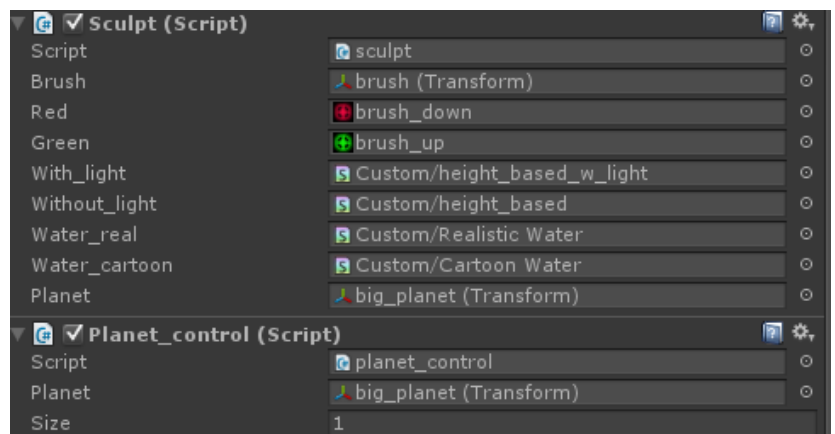 Sculpt (Script)
Script sculpt
Brush brush (Transform)
Red brush_down
Green brush_up
With_light Custom/height_based_w_light
Without_light Custom/height_based
Water_real Custom/Realistic Water
Water_cartoon Custom/Cartoon Water
Planet big_planet (Transform)
Planet_control (Script)
Script planet_control
Planet big_planet (Transform)
Size 1